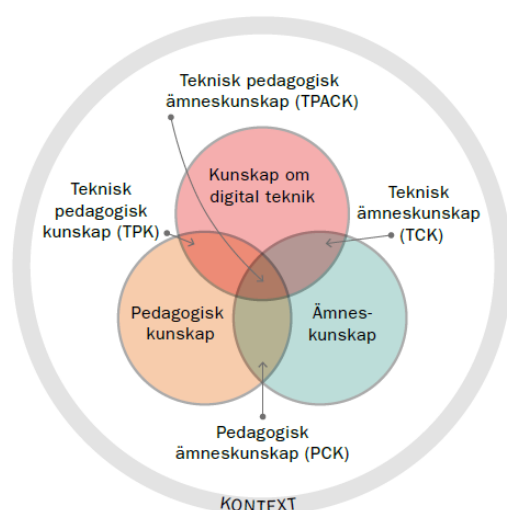 Teknisk pedagogisk
ämneskunskap (TPACK)
Kunskap om
digital teknik
Teknisk
pedagogisk
kunskap (TPK)
Teknisk
ämneskunskap
(TCK)
Pedagogisk
kunskap
Ämnes-
kunskap
Pedagogisk
ämneskunskap (PCK)
KONTEXT